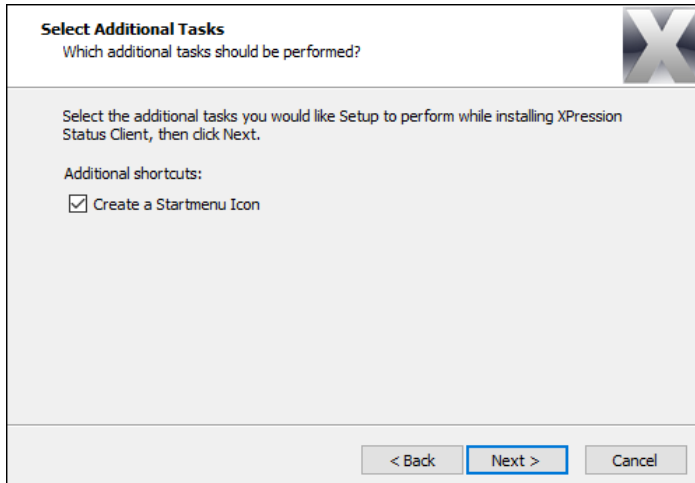 Select Additional Tasks
Which additional tasks should be performed?
X
Select the additional tasks you would like Setup to perform while installing XPression
Status Client, then click Next.
Additional shortcuts:
Create a Startmenu Icon
< Back
Next >
Cancel